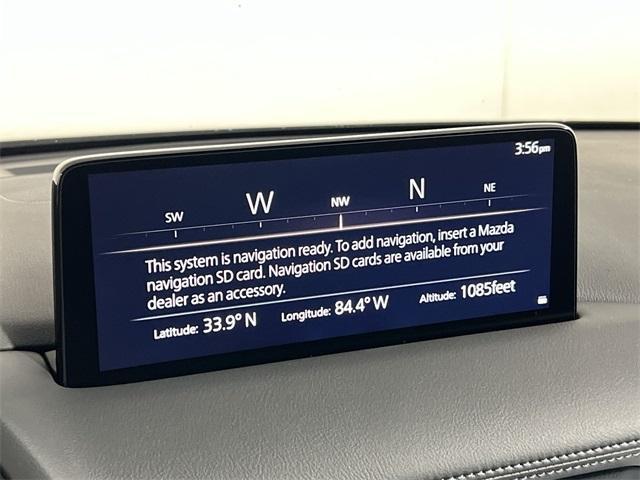 3:56pm
SW W NW N NE
This system is navigation ready. To add navigation, insert a Mazda
navigation SD card. Navigation SD cards are available from your
dealer as an accessory.
Latitude: 33.9° N Longitude: 84.4° W Altitude: 1085feet